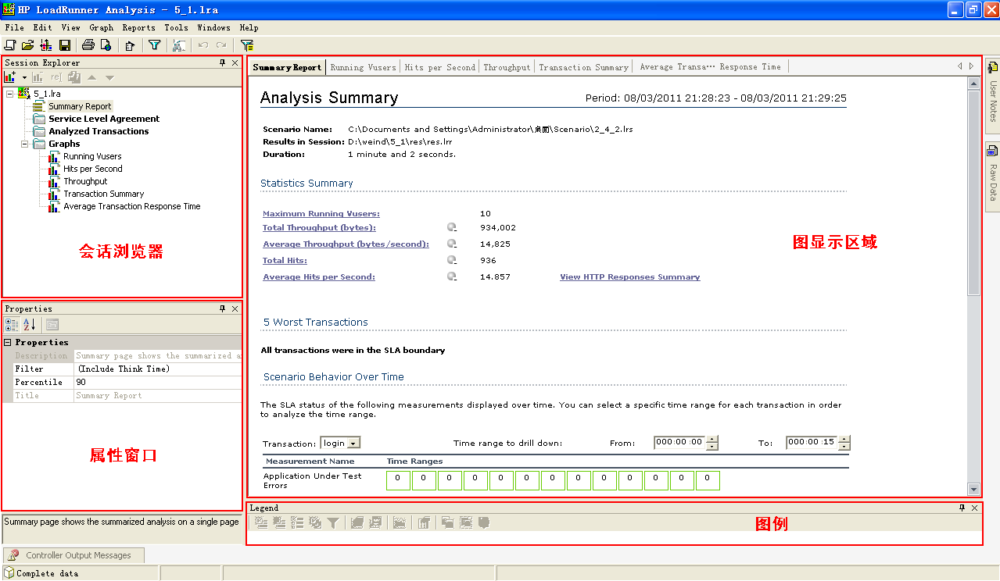 HP LoadRunner Analysis - 5_1.lra
File Edit View Graph Reports Tools Windows Help
Session Explorer
5_1.lra
Summary Report
Service Level Agreement
Analyzed Transactions
Graphs
Running Vusers
Hits per Second
Throughput
Transaction Summary
Average Transaction Response Time
会话浏览器
Properties
Properties
Description Summary page shows the summarized
Filter (Include Think Time)
Percentile 90
Title Summary Report
属性窗口
Summary page shows the summarized analysis on a single page
Summary Report Running Vusers Hits per Second Throughput Transaction Summary Average Transa··· Response Time
Analysis Summary Period: 08/03/2011 21:28:23 - 08/03/2011 21:29:25
Scenario Name: C:\Documents and Settings\Administrator\桌面\Scenario\2_4_2.lrs
Results in Session: D:\weind\5_1\res\res.lrr
Duration: 1 minute and 2 seconds.
Statistics Summary
Maximum Running Vusers: 10
Total Throughput (bytes): 934,002
Average Throughput (bytes/second): 14,825
Total Hits: 936
Average Hits per Second: 14.857 View HTTP Responses Summary
图显示区域
5 Worst Transactions
All transactions were in the SLA boundary
Scenario Behavior Over Time
The SLA status of the following measurements displayed over time. You can select a specific time range for each transaction in order
to analyze the time range.
Transaction: login Time range to drill down: From: 000:00:00 To: 000:00:15
Measurement Name Time Ranges
Application Under Test
Errors
0 0 0 0 0 0 0 0 0 0 0 0 0
Legend
图例
User Notes
Raw Data
Controller Output Messages
Complete data